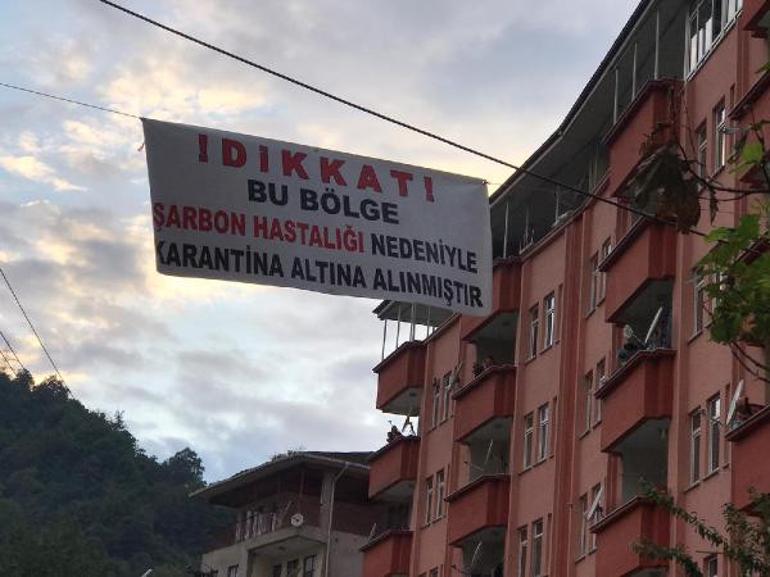 !DİKKAT!
BU BÖLGE
ŞARBON HASTALIĞI NEDENİYLE
KARANTİNA ALTINA ALINMIŞTIR